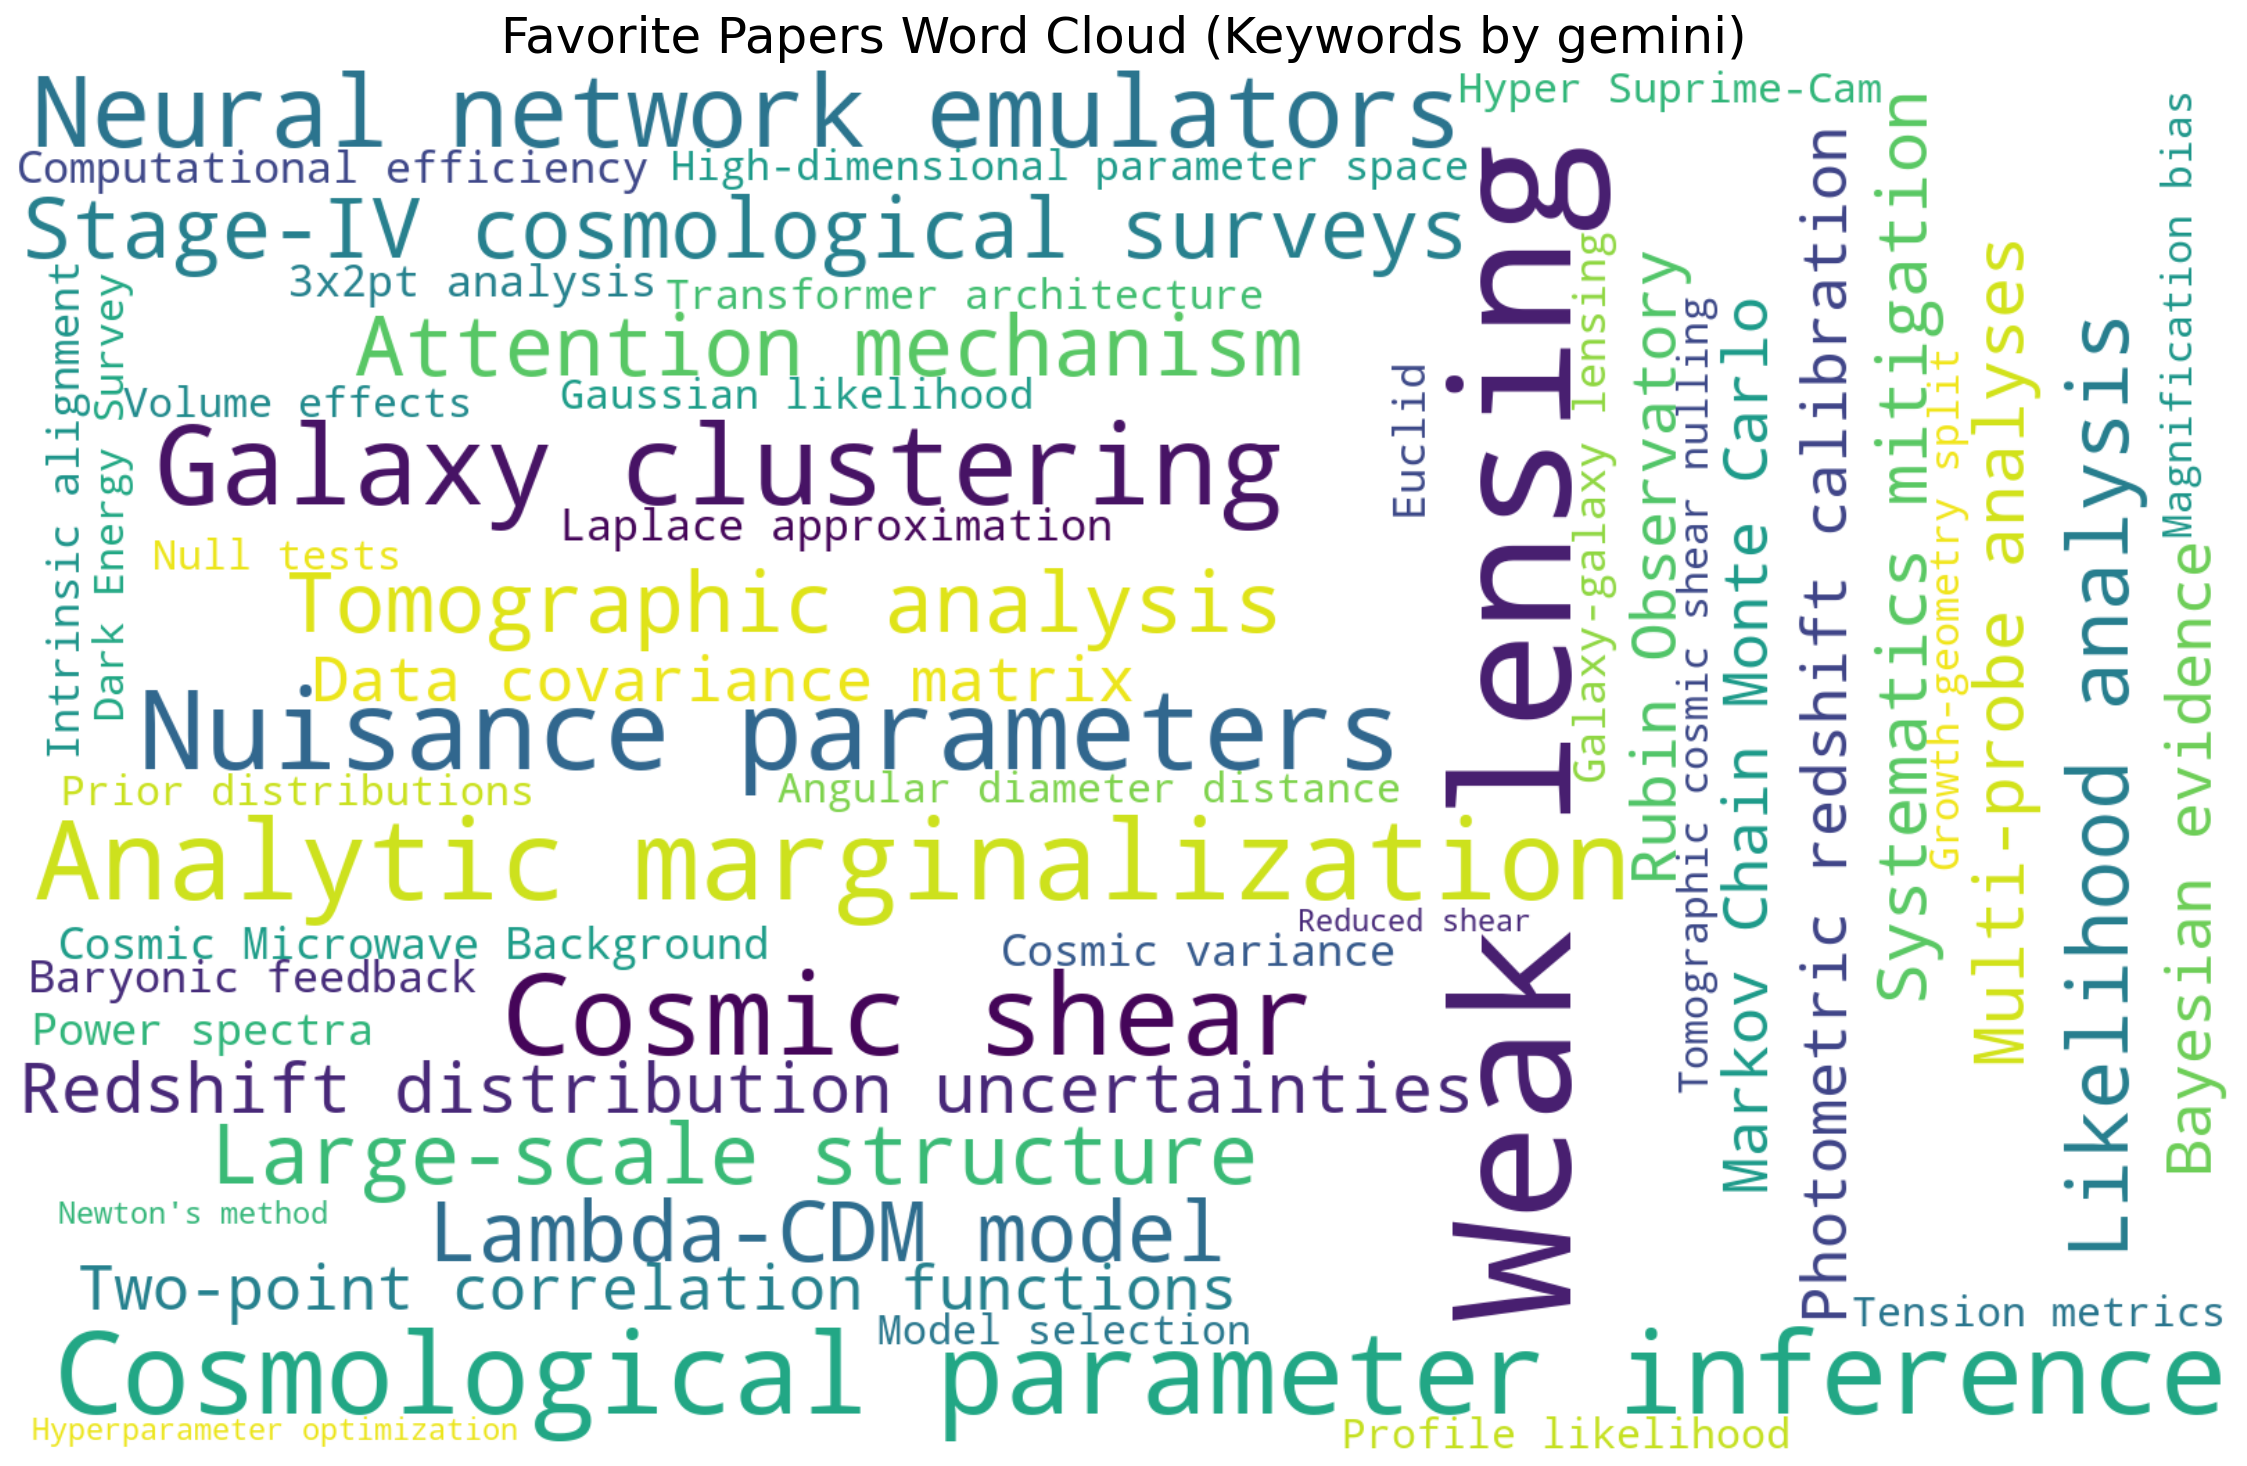 Favorite Papers Word Cloud (Keywords by gemini)
Neural network emulators
Hyper Suprime-Cam
Computational efficiency
High-dimensional parameter space
Stage-IV cosmological surveys
3x2pt analysis
Transformer architecture
Attention mechanism
Volume effects
Gaussian likelihood
Galaxy clustering
Laplace approximation
Null tests
Tomographic analysis
Data covariance matrix
Nuisance parameters
Prior distributions
Angular diameter distance
Analytic marginalization
Reduced shear
Cosmic Microwave Background
Cosmic variance
Baryonic feedback
Cosmic shear
Power spectra
Redshift distribution uncertainties
Large-scale structure
Newton's method
Lambda-CDM model
Two-point correlation functions
Model selection
Tension metrics
Cosmological parameter inference
Hyperparameter optimization
Profile likelihood
Intrinsic alignment
Dark Energy Survey
Euclid
Weak lensing
Galaxy-galaxy lensing
Rubin Observatory
Tomographic cosmic shear nulling
Markov Chain Monte Carlo
Photometric redshift calibration
Systematics mitigation
Growth-geometry split
Multi-probe analyses
Likelihood analysis
Magnification bias
Bayesian evidence